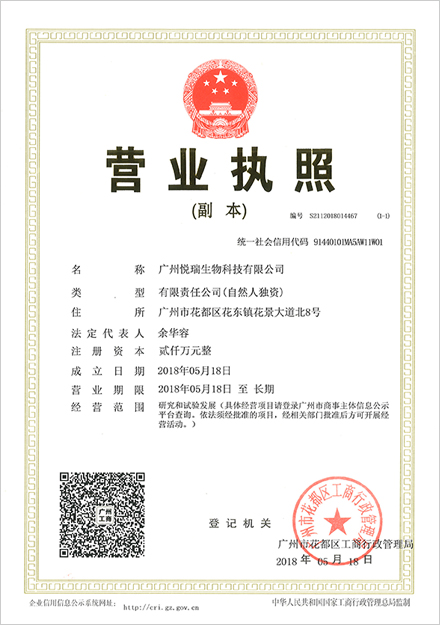 营业执照
(副 本)
编号 S2112018014467 (1-1)
统一社会信用代码 91440101MA5AW11W01
名 称 广州悦瑞生物科技有限公司
类 型 有限责任公司(自然人独资)
住 所 广州市花都区花东镇花景大道北8号
法定代表人 余华容
注册资本 贰仟万元整
成立日期 2018年05月18日
营业期限 2018年05月18日 至 长期
经营范围 研究和试验发展(具体经营项目请登录广州市商事主体信息公示
平台查询。依法须经批准的项目,经相关部门批准后方可开展经
营活动。)
广州
工商
登记机关
广州市花都区工商行政管理局
广州市花都区工商行政管理局
2018 年 05 月 18 日
企业信用信息公示系统网址: http://cri.gz.gov.cn
中华人民共和国国家工商行政管理总局监制